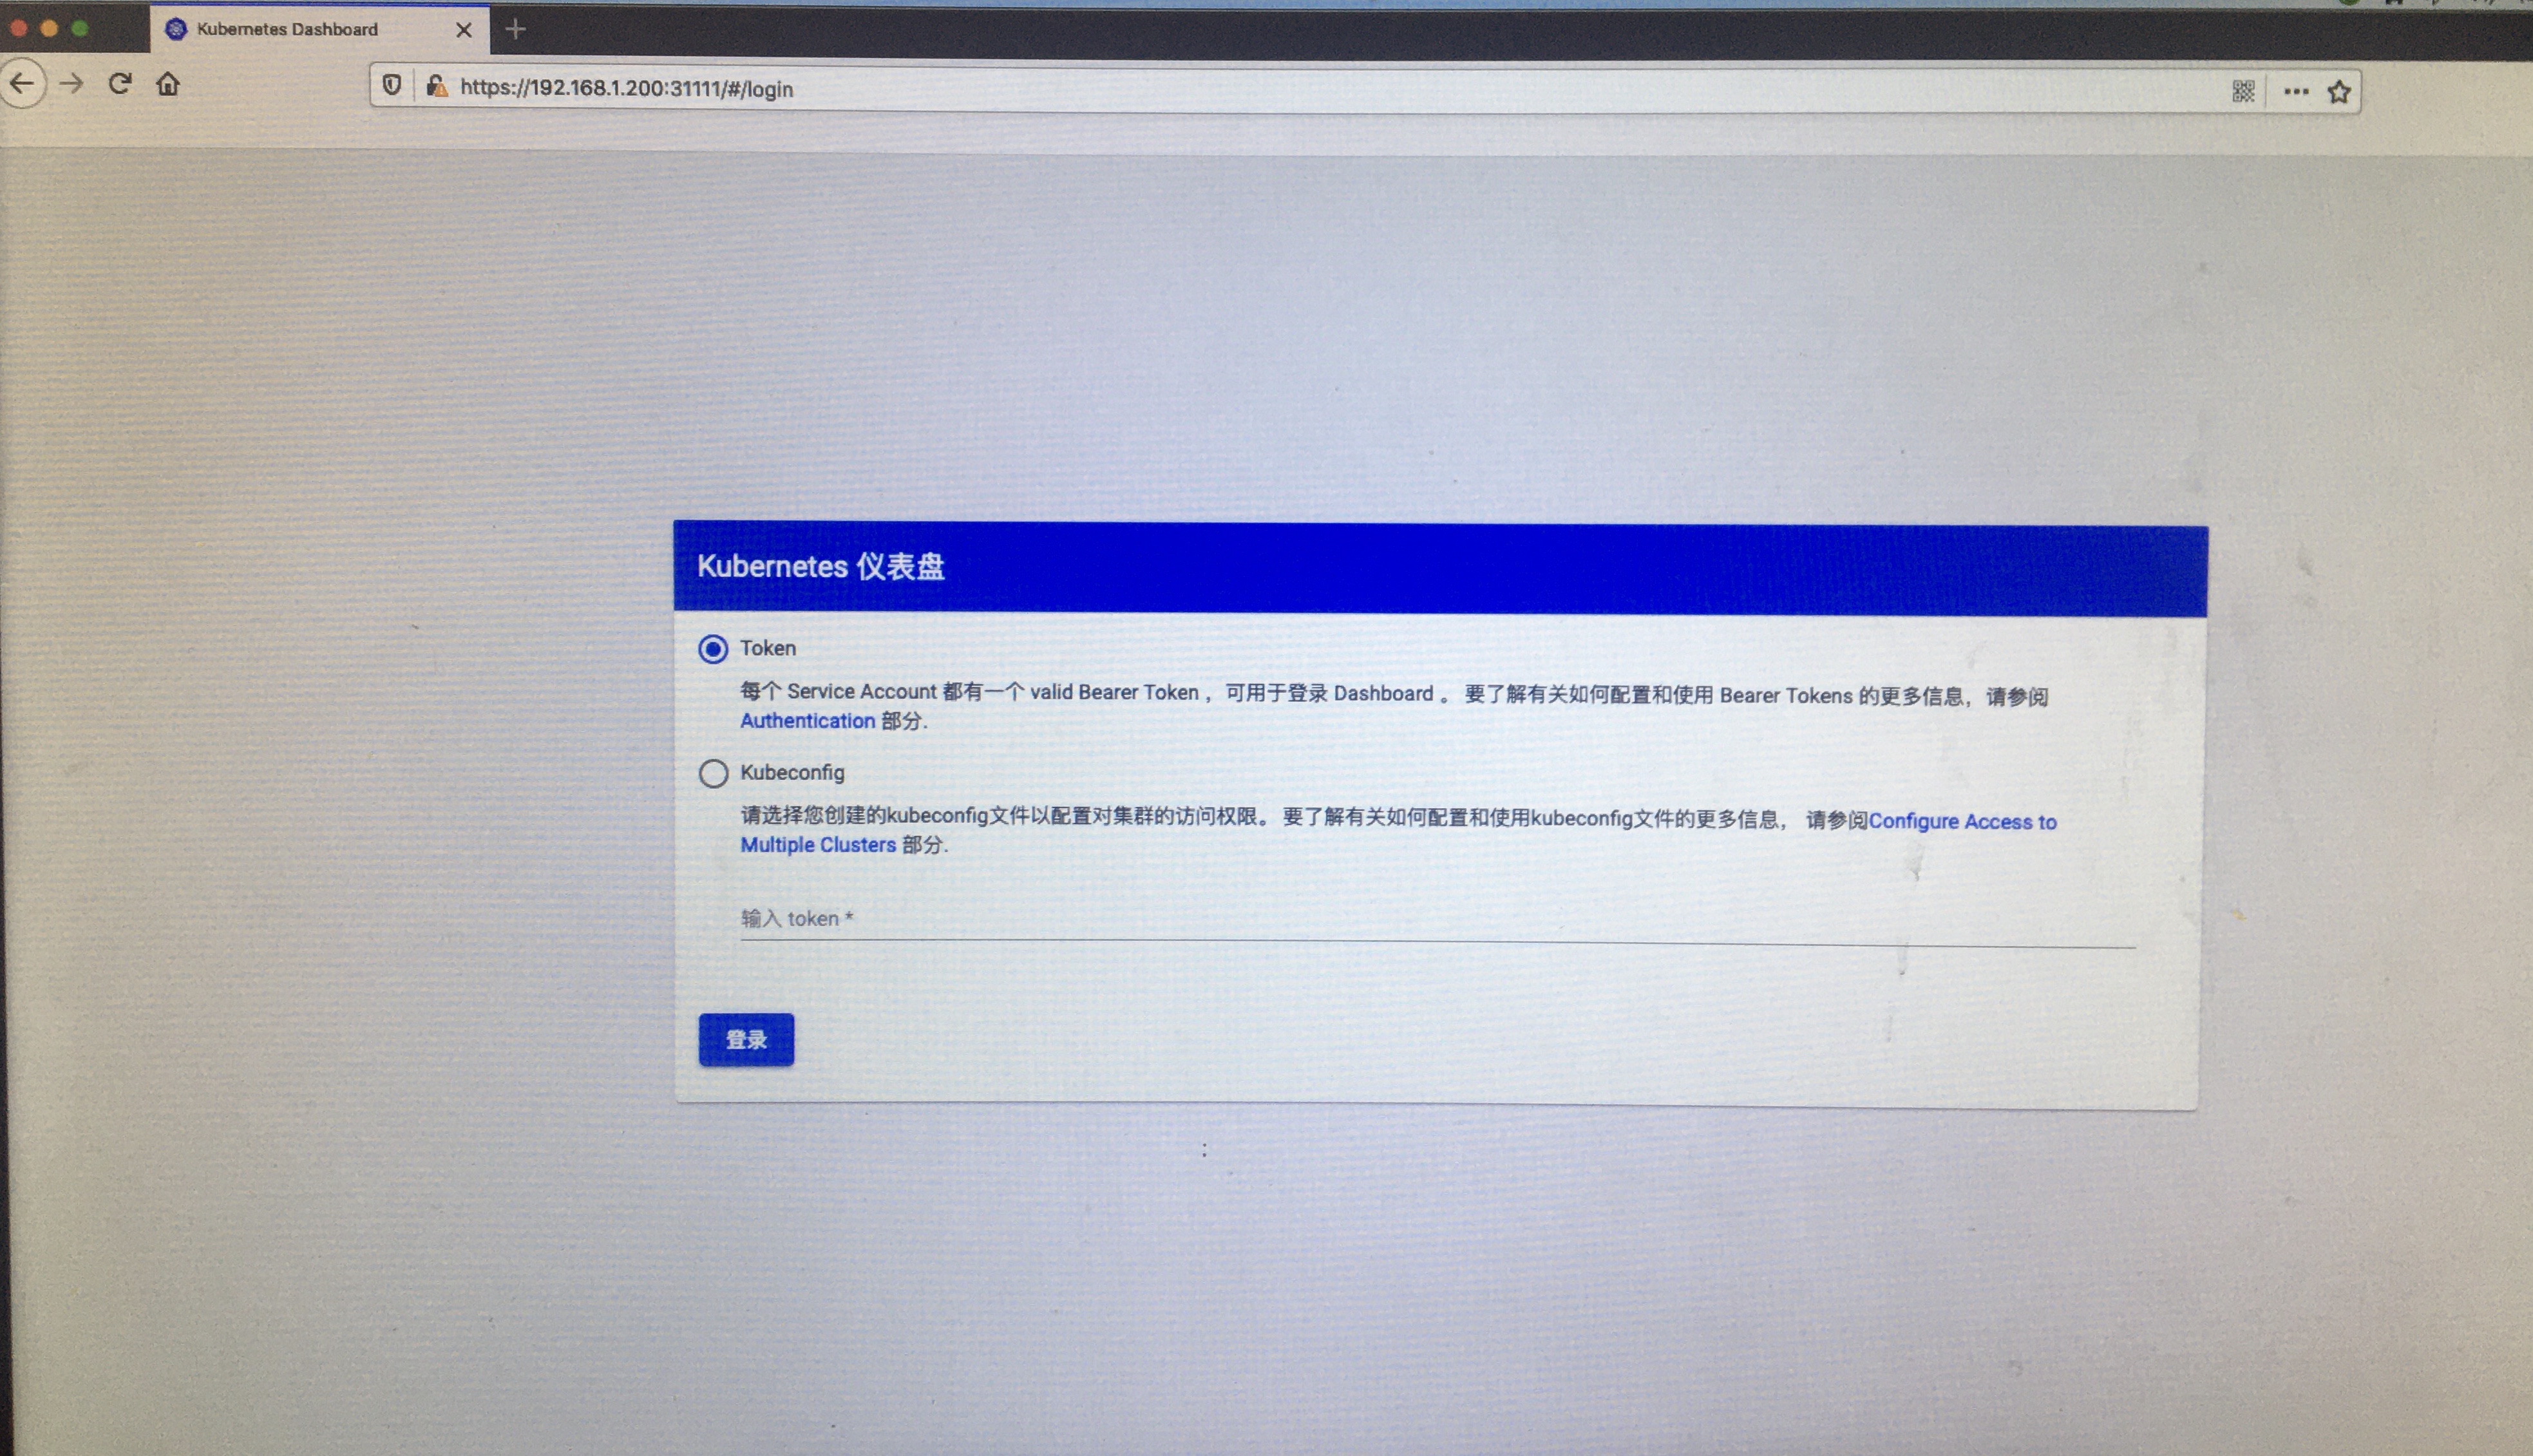 Kubernetes Dashboard
https://192.168.1.200:31111/#/login
Kubernetes 仪表盘
Token
每个 Service Account 都有一个 valid Bearer Token ，可用于登录 Dashboard 。 要了解有关如何配置和使用 Bearer Tokens 的更多信息，请参阅
Authentication 部分.
Kubeconfig
请选择您创建的kubeconfig文件以配置对集群的访问权限。 要了解有关如何配置和使用kubeconfig文件的更多信息， 请参阅Configure Access to
Multiple Clusters 部分.
输入 token *
登录